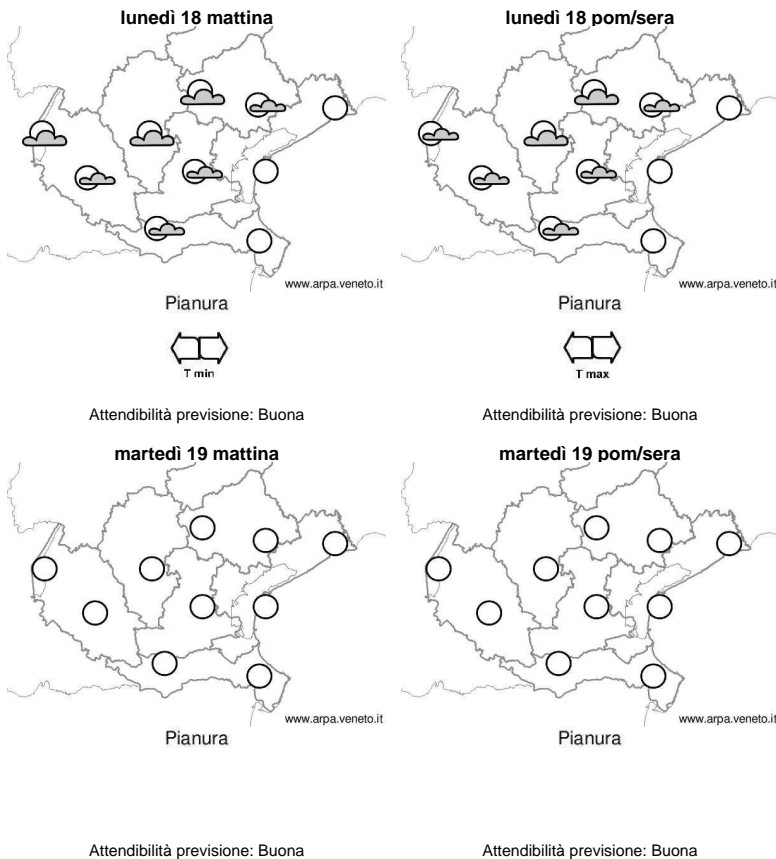 lunedì 18 mattina
www.arpa.veneto.it
Pianura
T min
Attendibilità previsione: Buona
lunedì 18 pom/sera
www.arpa.veneto.it
Pianura
T max
Attendibilità previsione: Buona
martedì 19 mattina
www.arpa.veneto.it
Pianura
Attendibilità previsione: Buona
martedì 19 pom/sera
www.arpa.veneto.it
Pianura
Attendibilità previsione: Buona